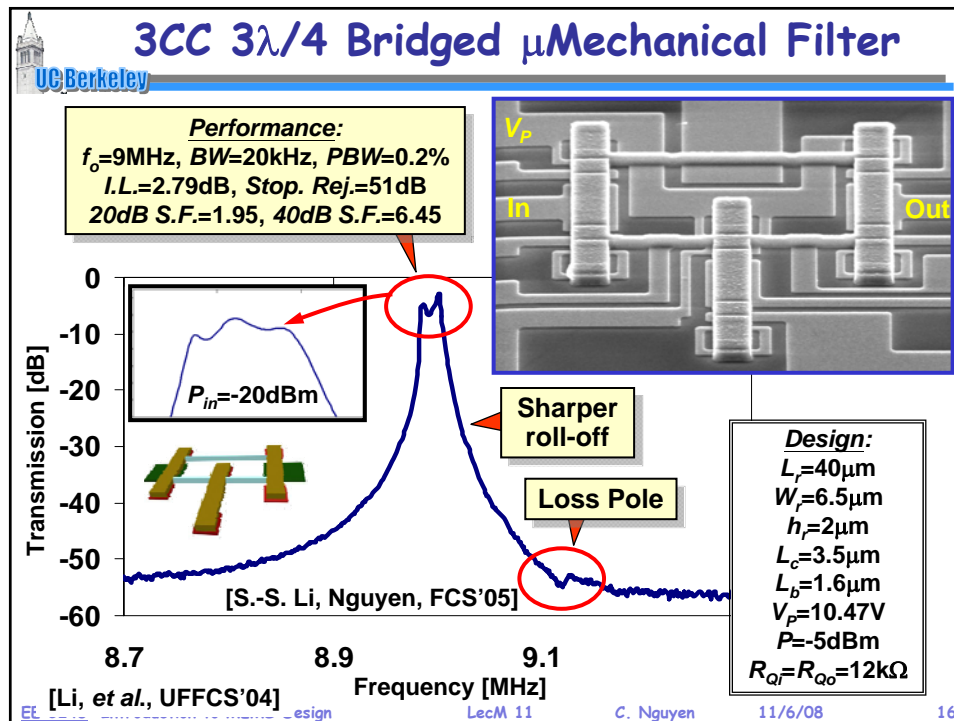 3CC 3λ/4 Bridged μMechanical Filter
UC Berkeley
Performance:
fo=9MHz, BW=20kHz, PBW=0.2%
I.L.=2.79dB, Stop. Rej.=51dB
20dB S.F.=1.95, 40dB S.F.=6.45
VP
In
Out
0
-10
-20
-30
-40
-50
-60
Transmission [dB]
Pin=-20dBm
Sharper
roll-off
Loss Pole
[S.-S. Li, Nguyen, FCS'05]
Design:
Lr=40μm
Wr=6.5μm
hr=2μm
Lc=3.5μm
Lb=1.6μm
VP=10.47V
P=-5dBm
RQi=RQo=12kΩ
8.7
8.9
9.1
Frequency [MHz]
[Li, et al., UFFCS'04]
EE
esign
LecM 11
C. Nguyen
11/6/08
16